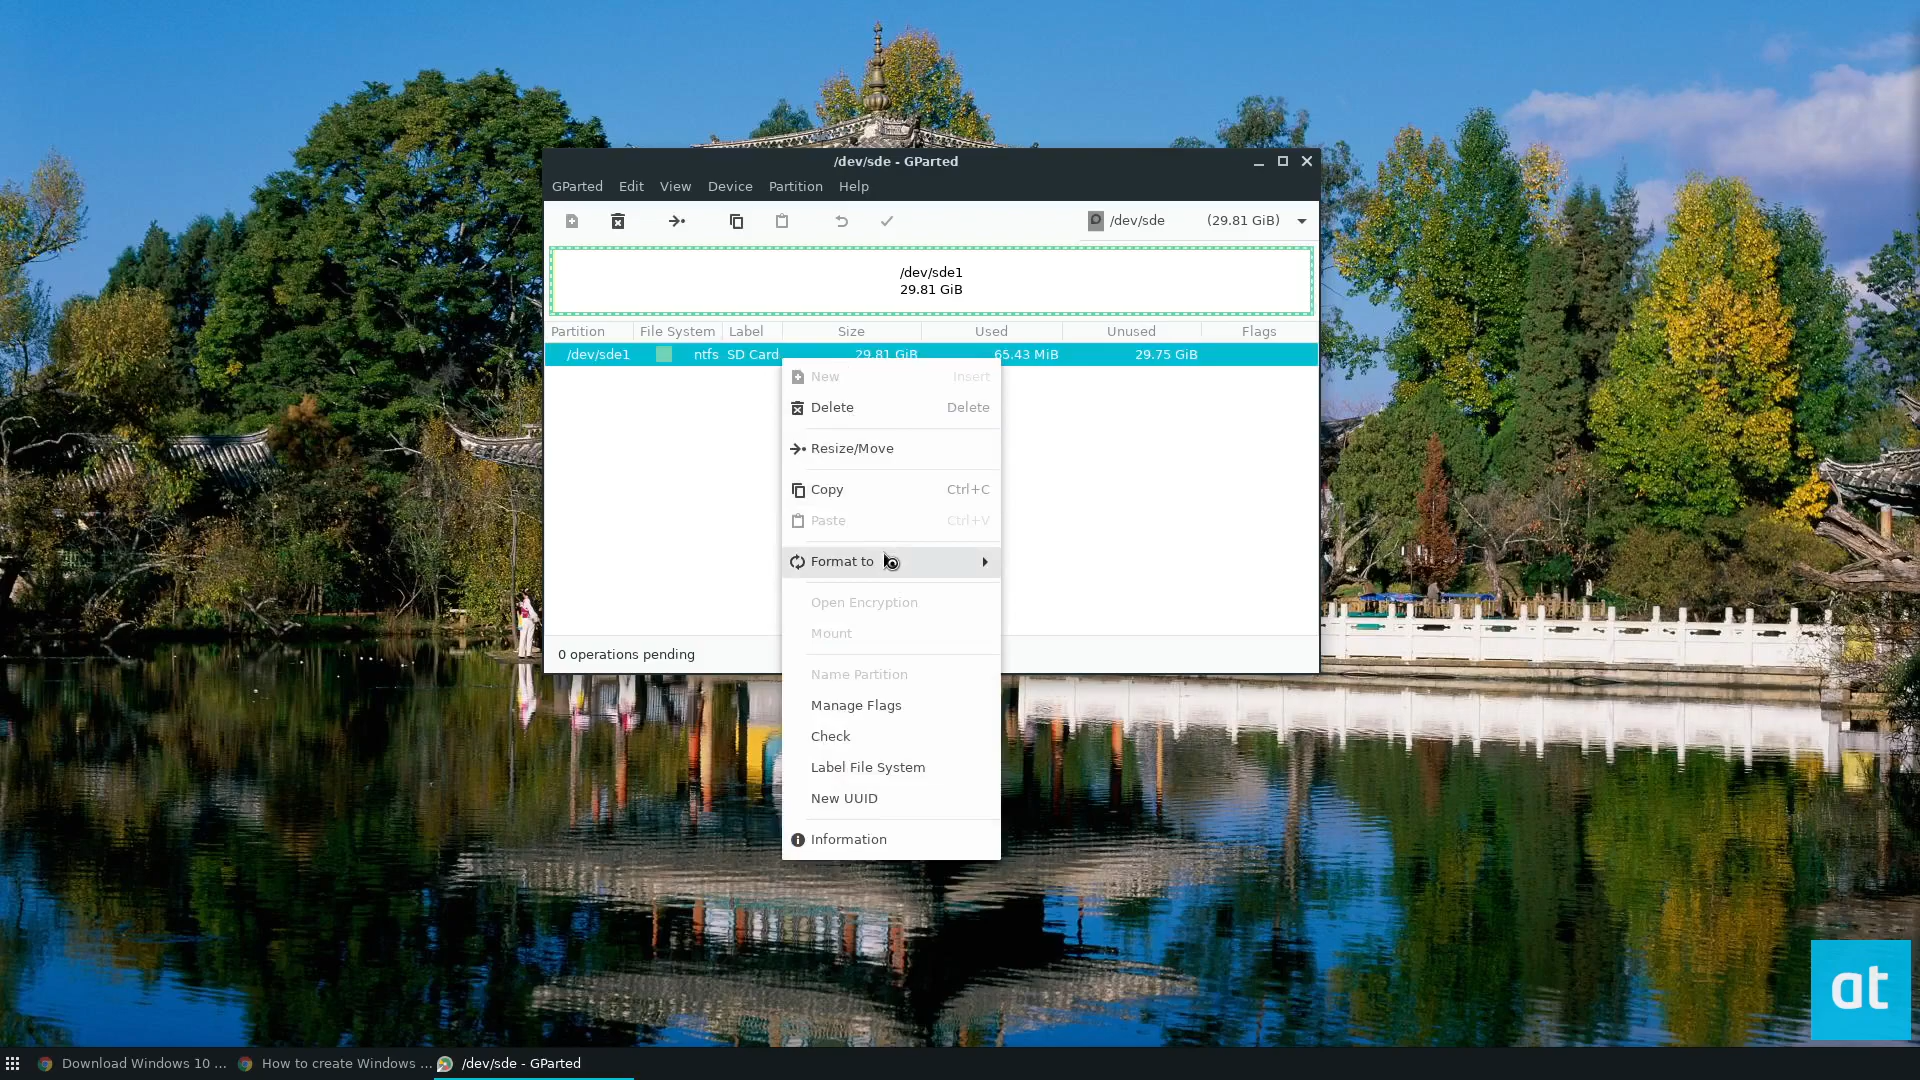 /dev/sde - GParted
GParted Edit View Device Partition Help
/dev/sde (29.81 GiB)
/dev/sde1
29.81 GiB
Partition File System Label Size Used Unused Flags
/dev/sde1 ntfs SD Card 29.81 GiB 65.43 MiB 29.75 GiB
New Insert
Delete Delete
Resize/Move
Copy Ctrl+C
Paste Ctrl+V
Format to
Open Encryption
Mount
Name Partition
Manage Flags
Check
Label File System
New UUID
Information
0 operations pending
at
Download Windows 10 ... How to create Windows ... /dev/sde - GParted